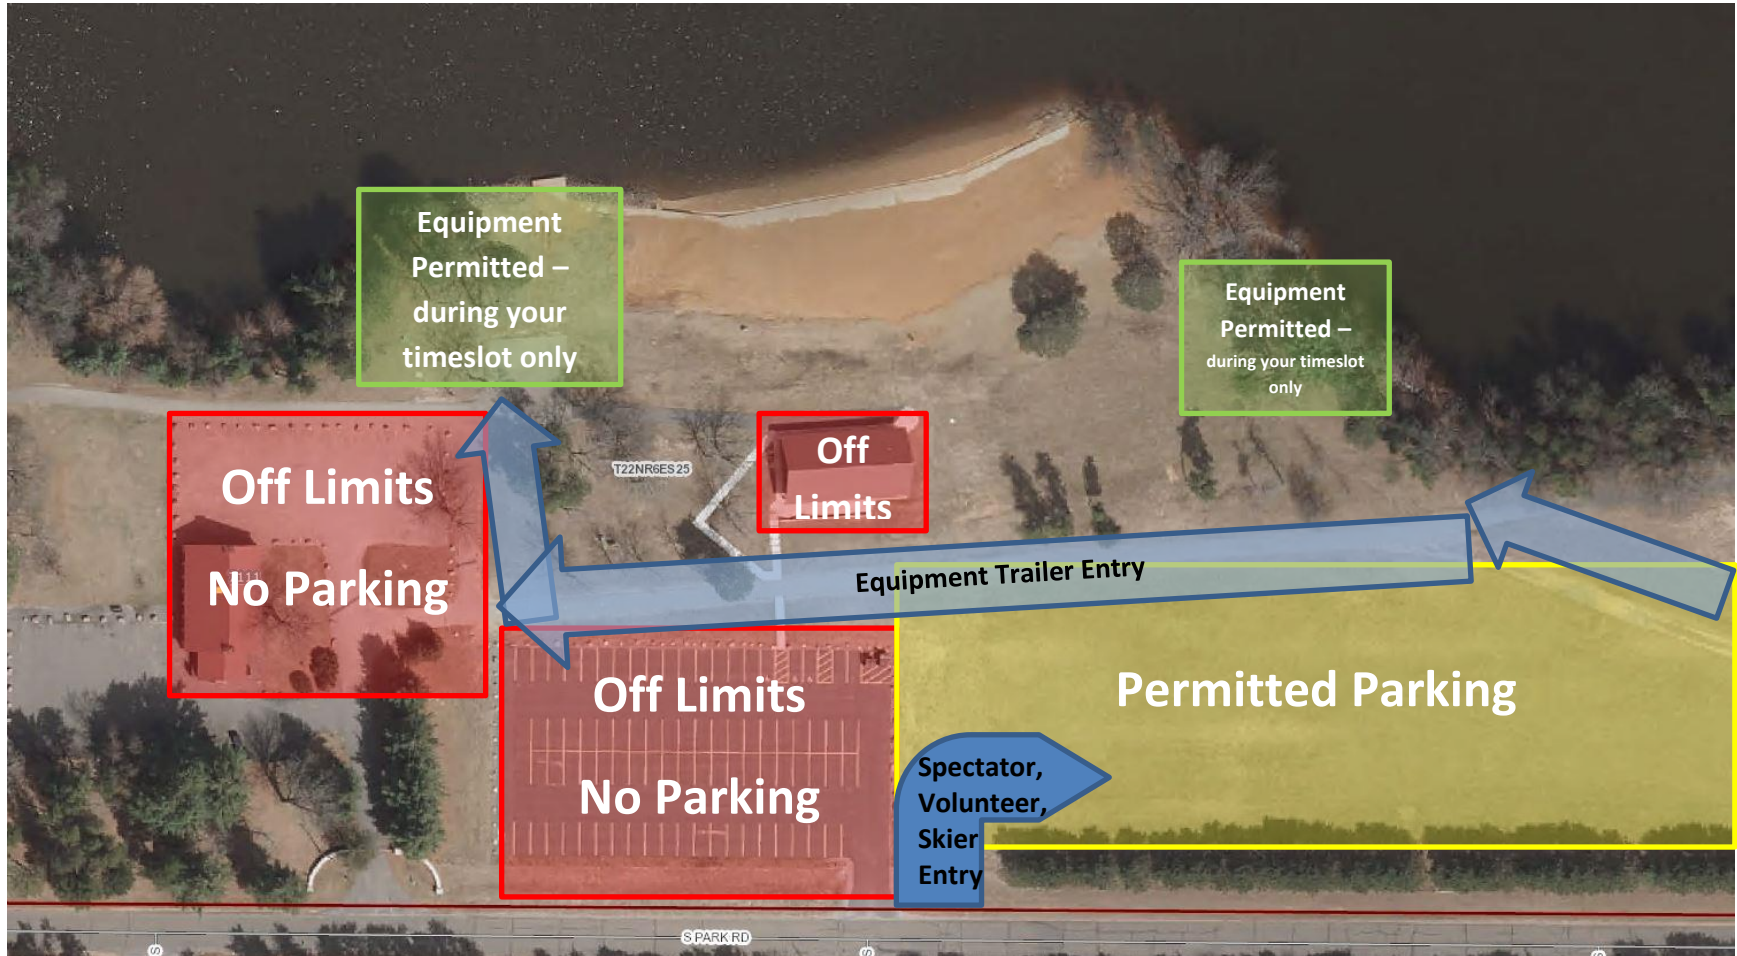 Equipment
Permitted –
during your
timeslot only
Equipment
Permitted –
during your timeslot
only
Off Limits
No Parking
T22NR6ES25
Off
Limits
Equipment Trailer Entry
Off Limits
No Parking
Permitted Parking
Spectator,
Volunteer,
Skier
Entry
S PARK RD
S
S
S